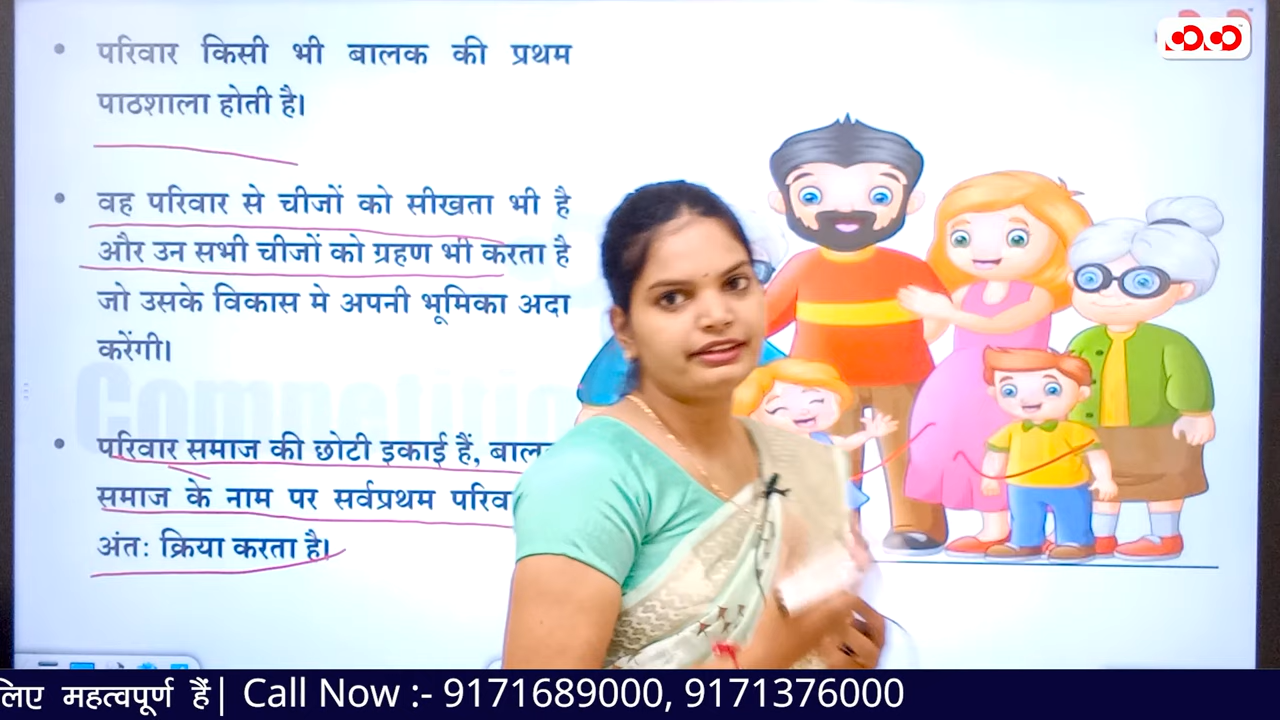 परिवार किसी भी बालक की प्रथम
पाठशाला होती है।
वह परिवार से चीजों को सीखता भी है
और उन सभी चीजों को ग्रहण भी करता है
जो उसके विकास मे अपनी भूमिका अदा
करेंगी।
परिवार समाज की छोटी इकाई हैं,
समाज के नाम पर सर्वप्रथम
अंतः क्रिया करता है।
लिए महत्वपूर्ण हैं| Call Now :- 9171689000, 9171376000